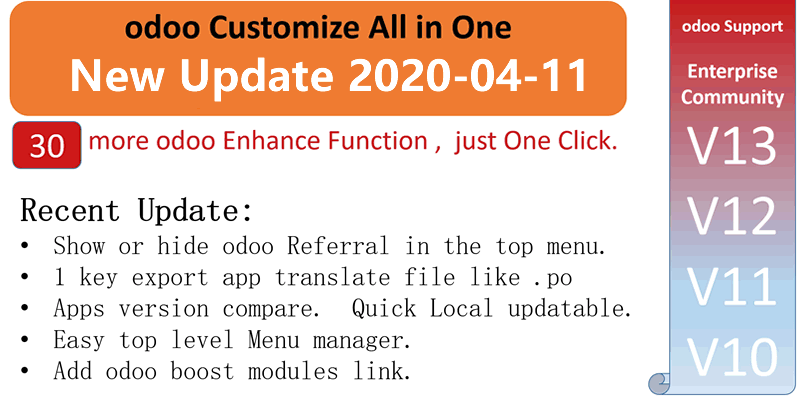 odoo Customize All in One
New Update 2020-04-11
30 more odoo Enhance Function , just One Click.
Recent Update:
• Show or hide odoo Referral in the top menu.
• 1 key export app translate file like .po
• Apps version compare. Quick Local updatable.
• Easy top level Menu manager.
• Add odoo boost modules link.
odoo Support
Enterprise
Community
V13
V12
V11
V10